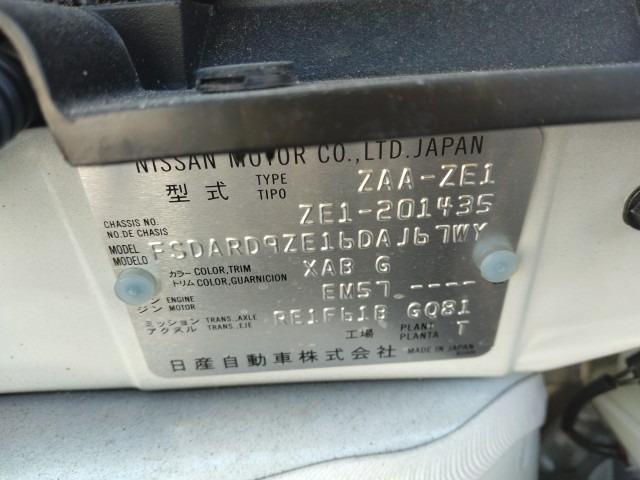 NISSAN MOTOR CO.,LTD.JAPAN
型式 TYPE TIPO ZAA-ZE1
CHASSIS NO. NO.DE CHASIS ZE1-201435
MODEL MODELO FSDARD9ZE16DAJ67WY
カラー COLOR,TRIM トリム COLOR,GUARNICION XAB G
ENGINE ジン MOTOR EM57 ----
ミッション TRANS.,AXLE アクスル TRANS.,EJE RE1F61B GQ81
工場 PLANT PLANTA T
日産自動車株式会社 MADE IN JAPAN